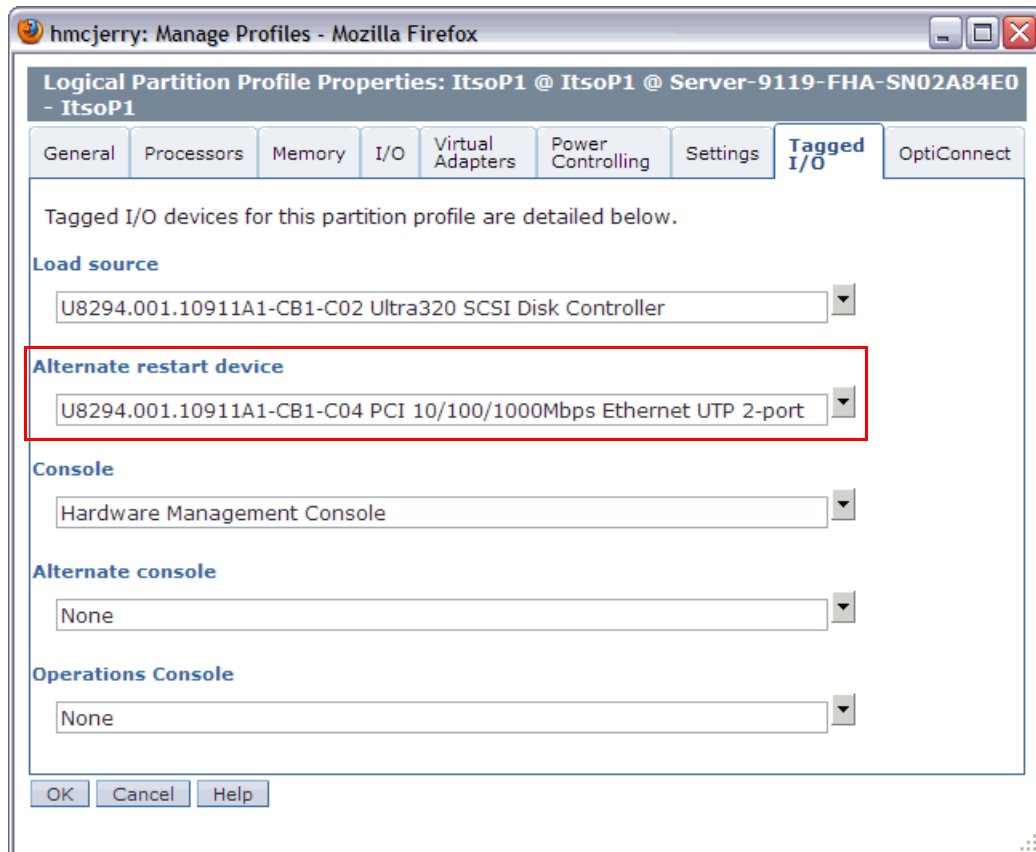 hmcjerry: Manage Profiles - Mozilla Firefox
Logical Partition Profile Properties: ItsoP1 @ ItsoP1 @ Server-9119-FHA-SN02A84E0
- ItsoP1
General Processors Memory I/O Virtual Adapters Power Controlling Settings Tagged I/O OptiConnect
Tagged I/O devices for this partition profile are detailed below.
Load source
U8294.001.10911A1-CB1-C02 Ultra320 SCSI Disk Controller
Alternate restart device
U8294.001.10911A1-CB1-C04 PCI 10/100/1000Mbps Ethernet UTP 2-port
Console
Hardware Management Console
Alternate console
None
Operations Console
None
OK Cancel Help